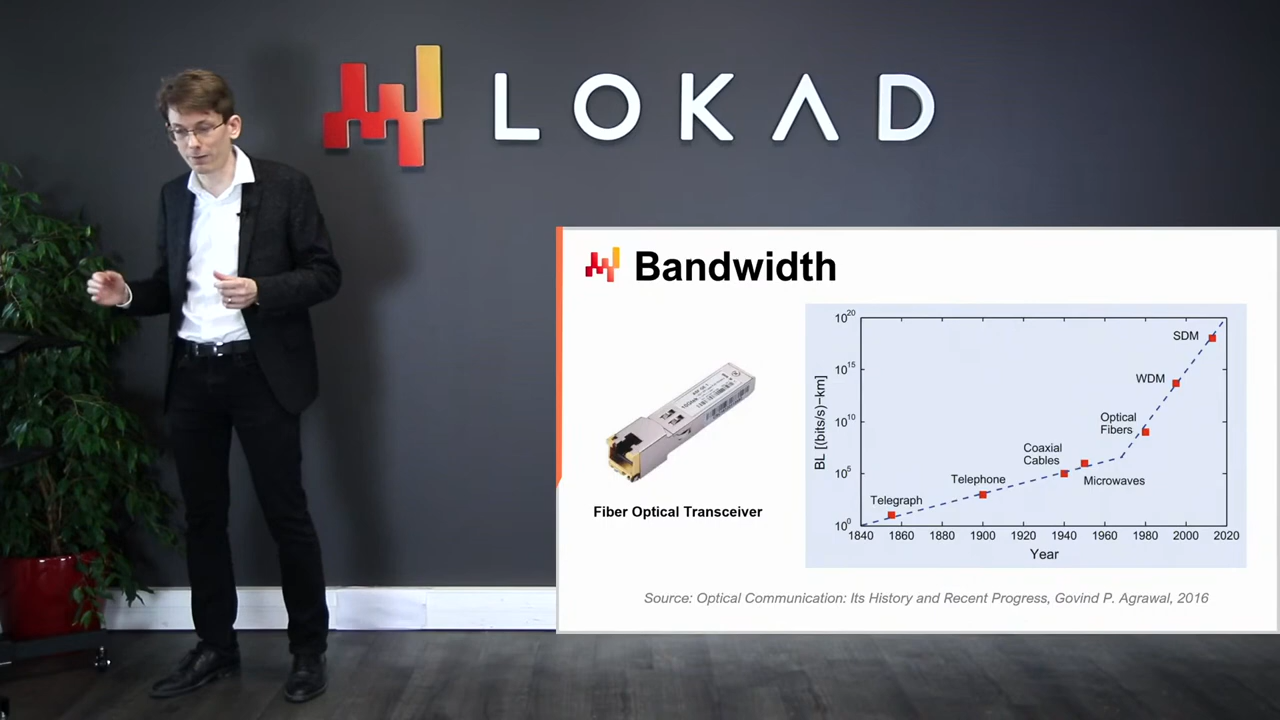 LOKAD
Bandwidth
Fiber Optical Transceiver
BL [(bits/s)−km]
10^20
10^15
10^10
10^5
10^0
SDM
WDM
Optical
Fibers
Coaxial
Cables
Microwaves
Telephone
Telegraph
1840 1860 1880 1900 1920 1940 1960 1980 2000 2020
Year
Source: Optical Communication: Its History and Recent Progress, Govind P. Agrawal, 2016